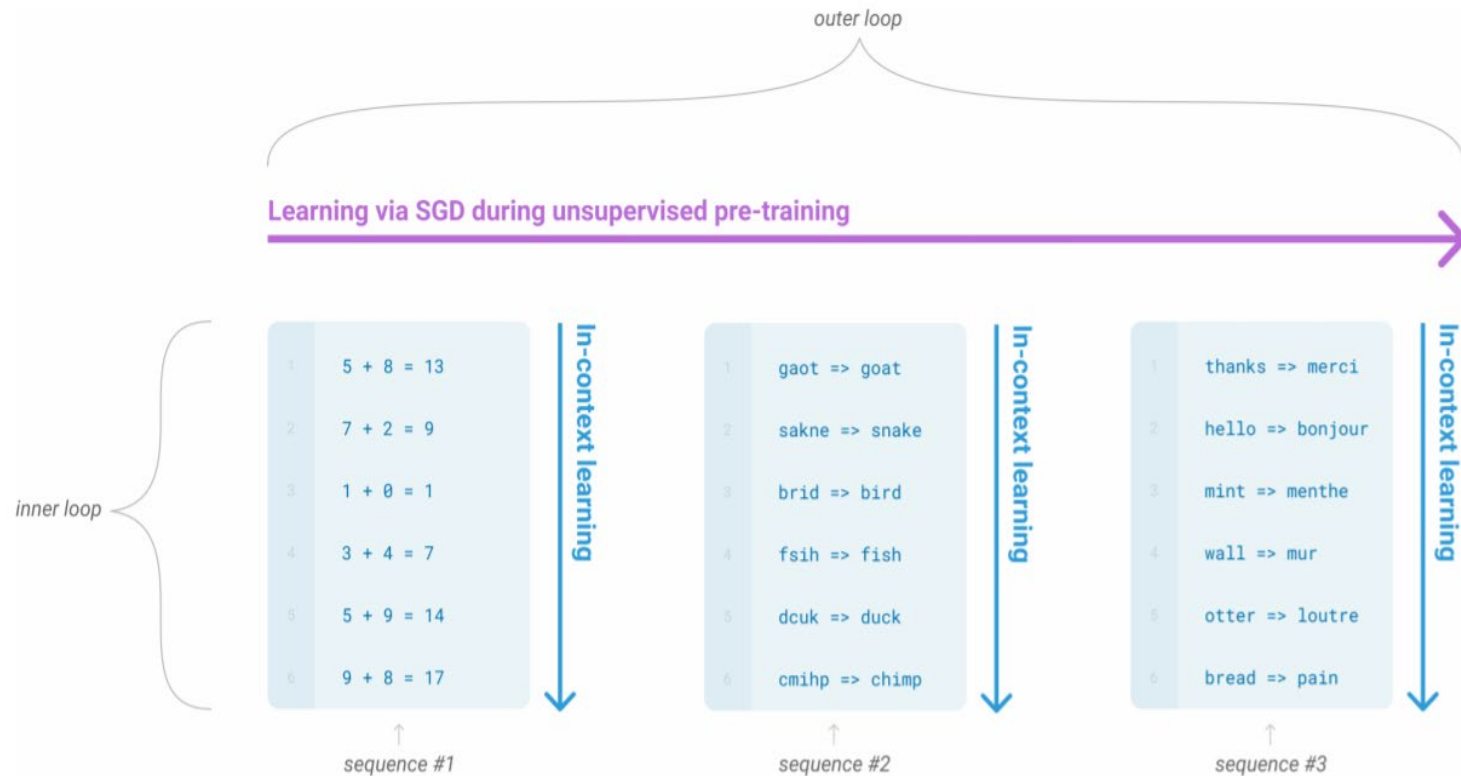 outer loop
Learning via SGD during unsupervised pre-training
inner loop
1 5 + 8 = 13
2 7 + 2 = 9
3 1 + 0 = 1
4 3 + 4 = 7
5 5 + 9 = 14
6 9 + 8 = 17
In-context learning
sequence #1
1 gaot => goat
2 sakne => snake
3 brid => bird
4 fsih => fish
5 dcuk => duck
6 cmihp => chimp
In-context learning
sequence #2
1 thanks => merci
2 hello => bonjour
3 mint => menthe
4 wall => mur
5 otter => loutre
6 bread => pain
In-context learning
sequence #3